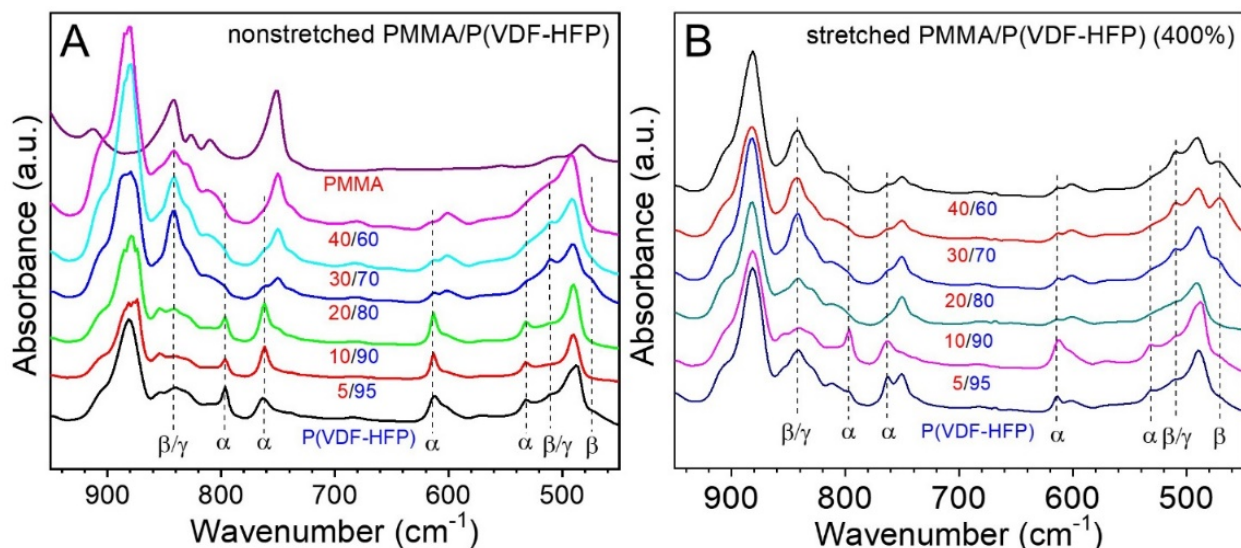 A
nonstretched PMMA/P(VDF-HFP)
Absorbance (a.u.)
PMMA
40/60
30/70
20/80
10/90
5/95
P(VDF-HFP)
β/γ α α α α β/γ β
900 800 700 600 500
Wavenumber (cm⁻¹)
B
stretched PMMA/P(VDF-HFP) (400%)
Absorbance (a.u.)
40/60
30/70
20/80
10/90
5/95
P(VDF-HFP)
β/γ α α α α β/γ β
900 800 700 600 500
Wavenumber (cm⁻¹)